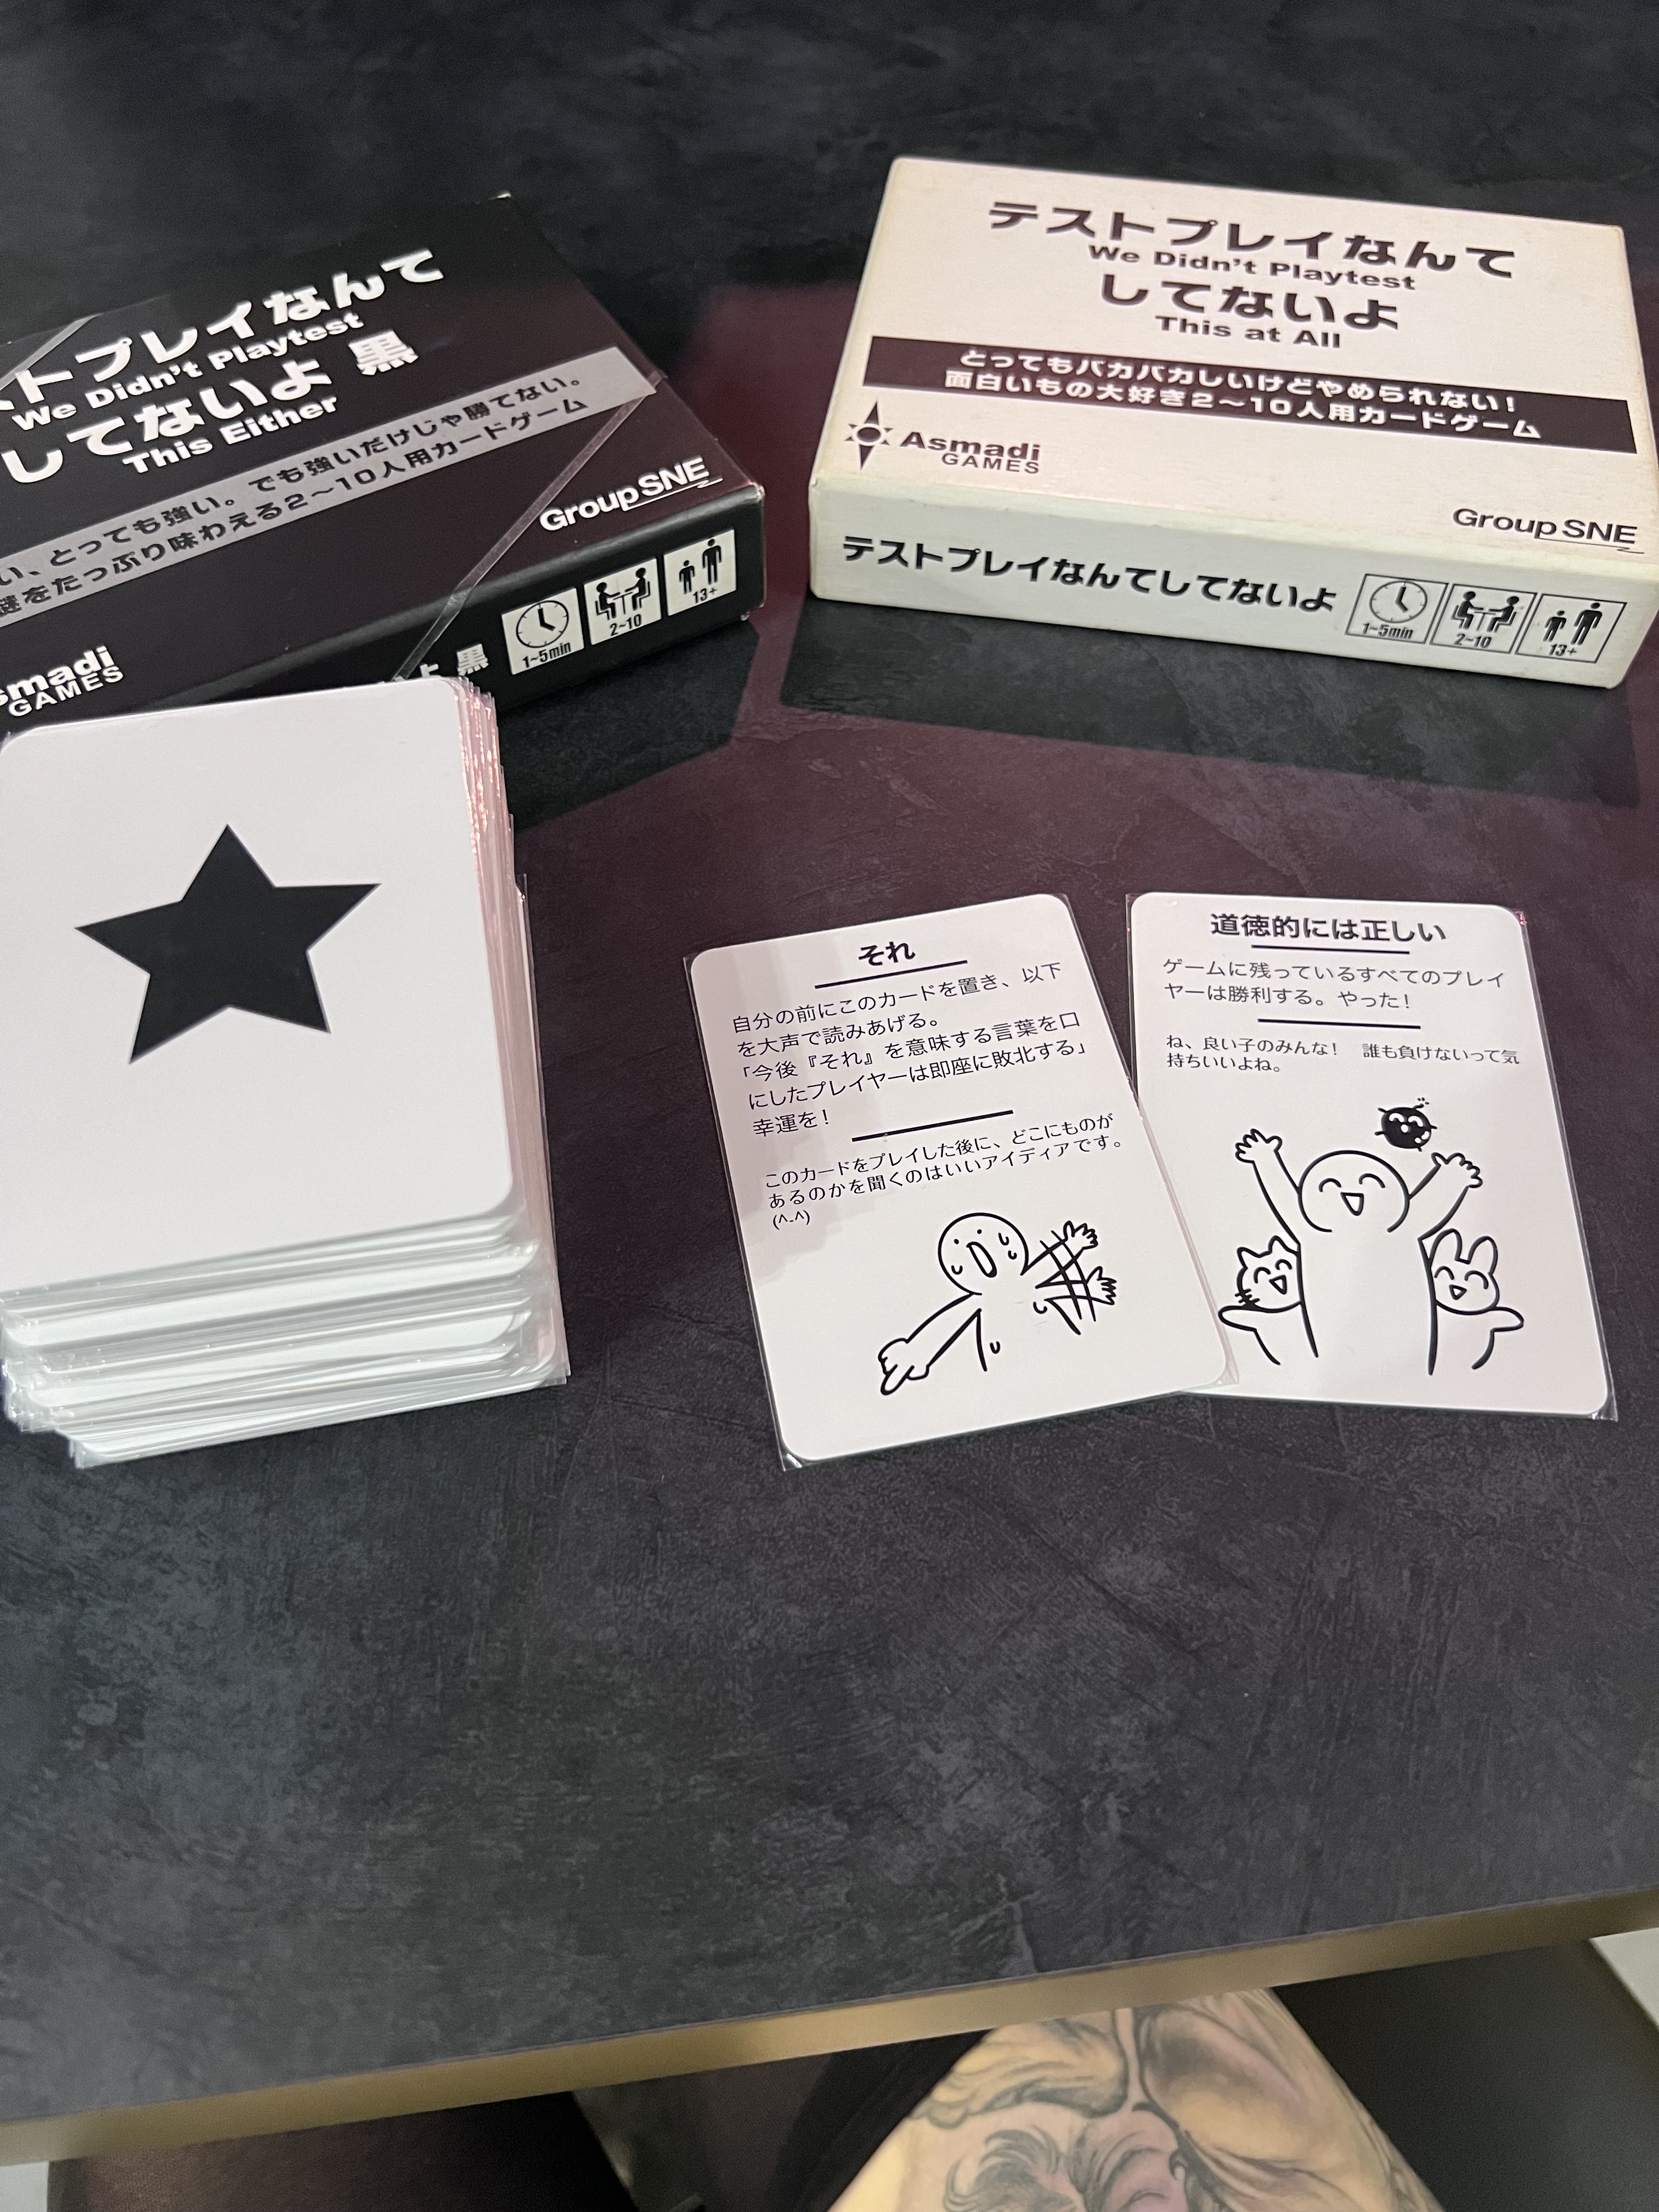 トプレイなんて
We Didn't Playtest
してないよ 黒
This Either
い、とっても強い。でも強いだけじゃ勝てない。
謎をたっぷり味わえる2～10人用カードゲーム
GroupSNE
smadi
GAMES
よ 黒
1~5min
2~10
13+
テストプレイなんて
We Didn't Playtest
してないよ
This at All
とってもバカバカしいけどやめられない！
面白いもの大好き2～10人用カードゲーム
Asmadi
GAMES
GroupSNE
テストプレイなんてしてないよ
1~5min
2~10
13+
それ
自分の前にこのカードを置き、以下
を大声で読みあげる。
「今後『それ』を意味する言葉を口
にしたプレイヤーは即座に敗北する」
幸運を！
このカードをプレイした後に、どこにものが
あるのかを聞くのはいいアイディアです。
(^-^)
道徳的には正しい
ゲームに残っているすべてのプレイ
ヤーは勝利する。やった！
ね、良い子のみんな！　誰も負けないって気
持ちいいよね。